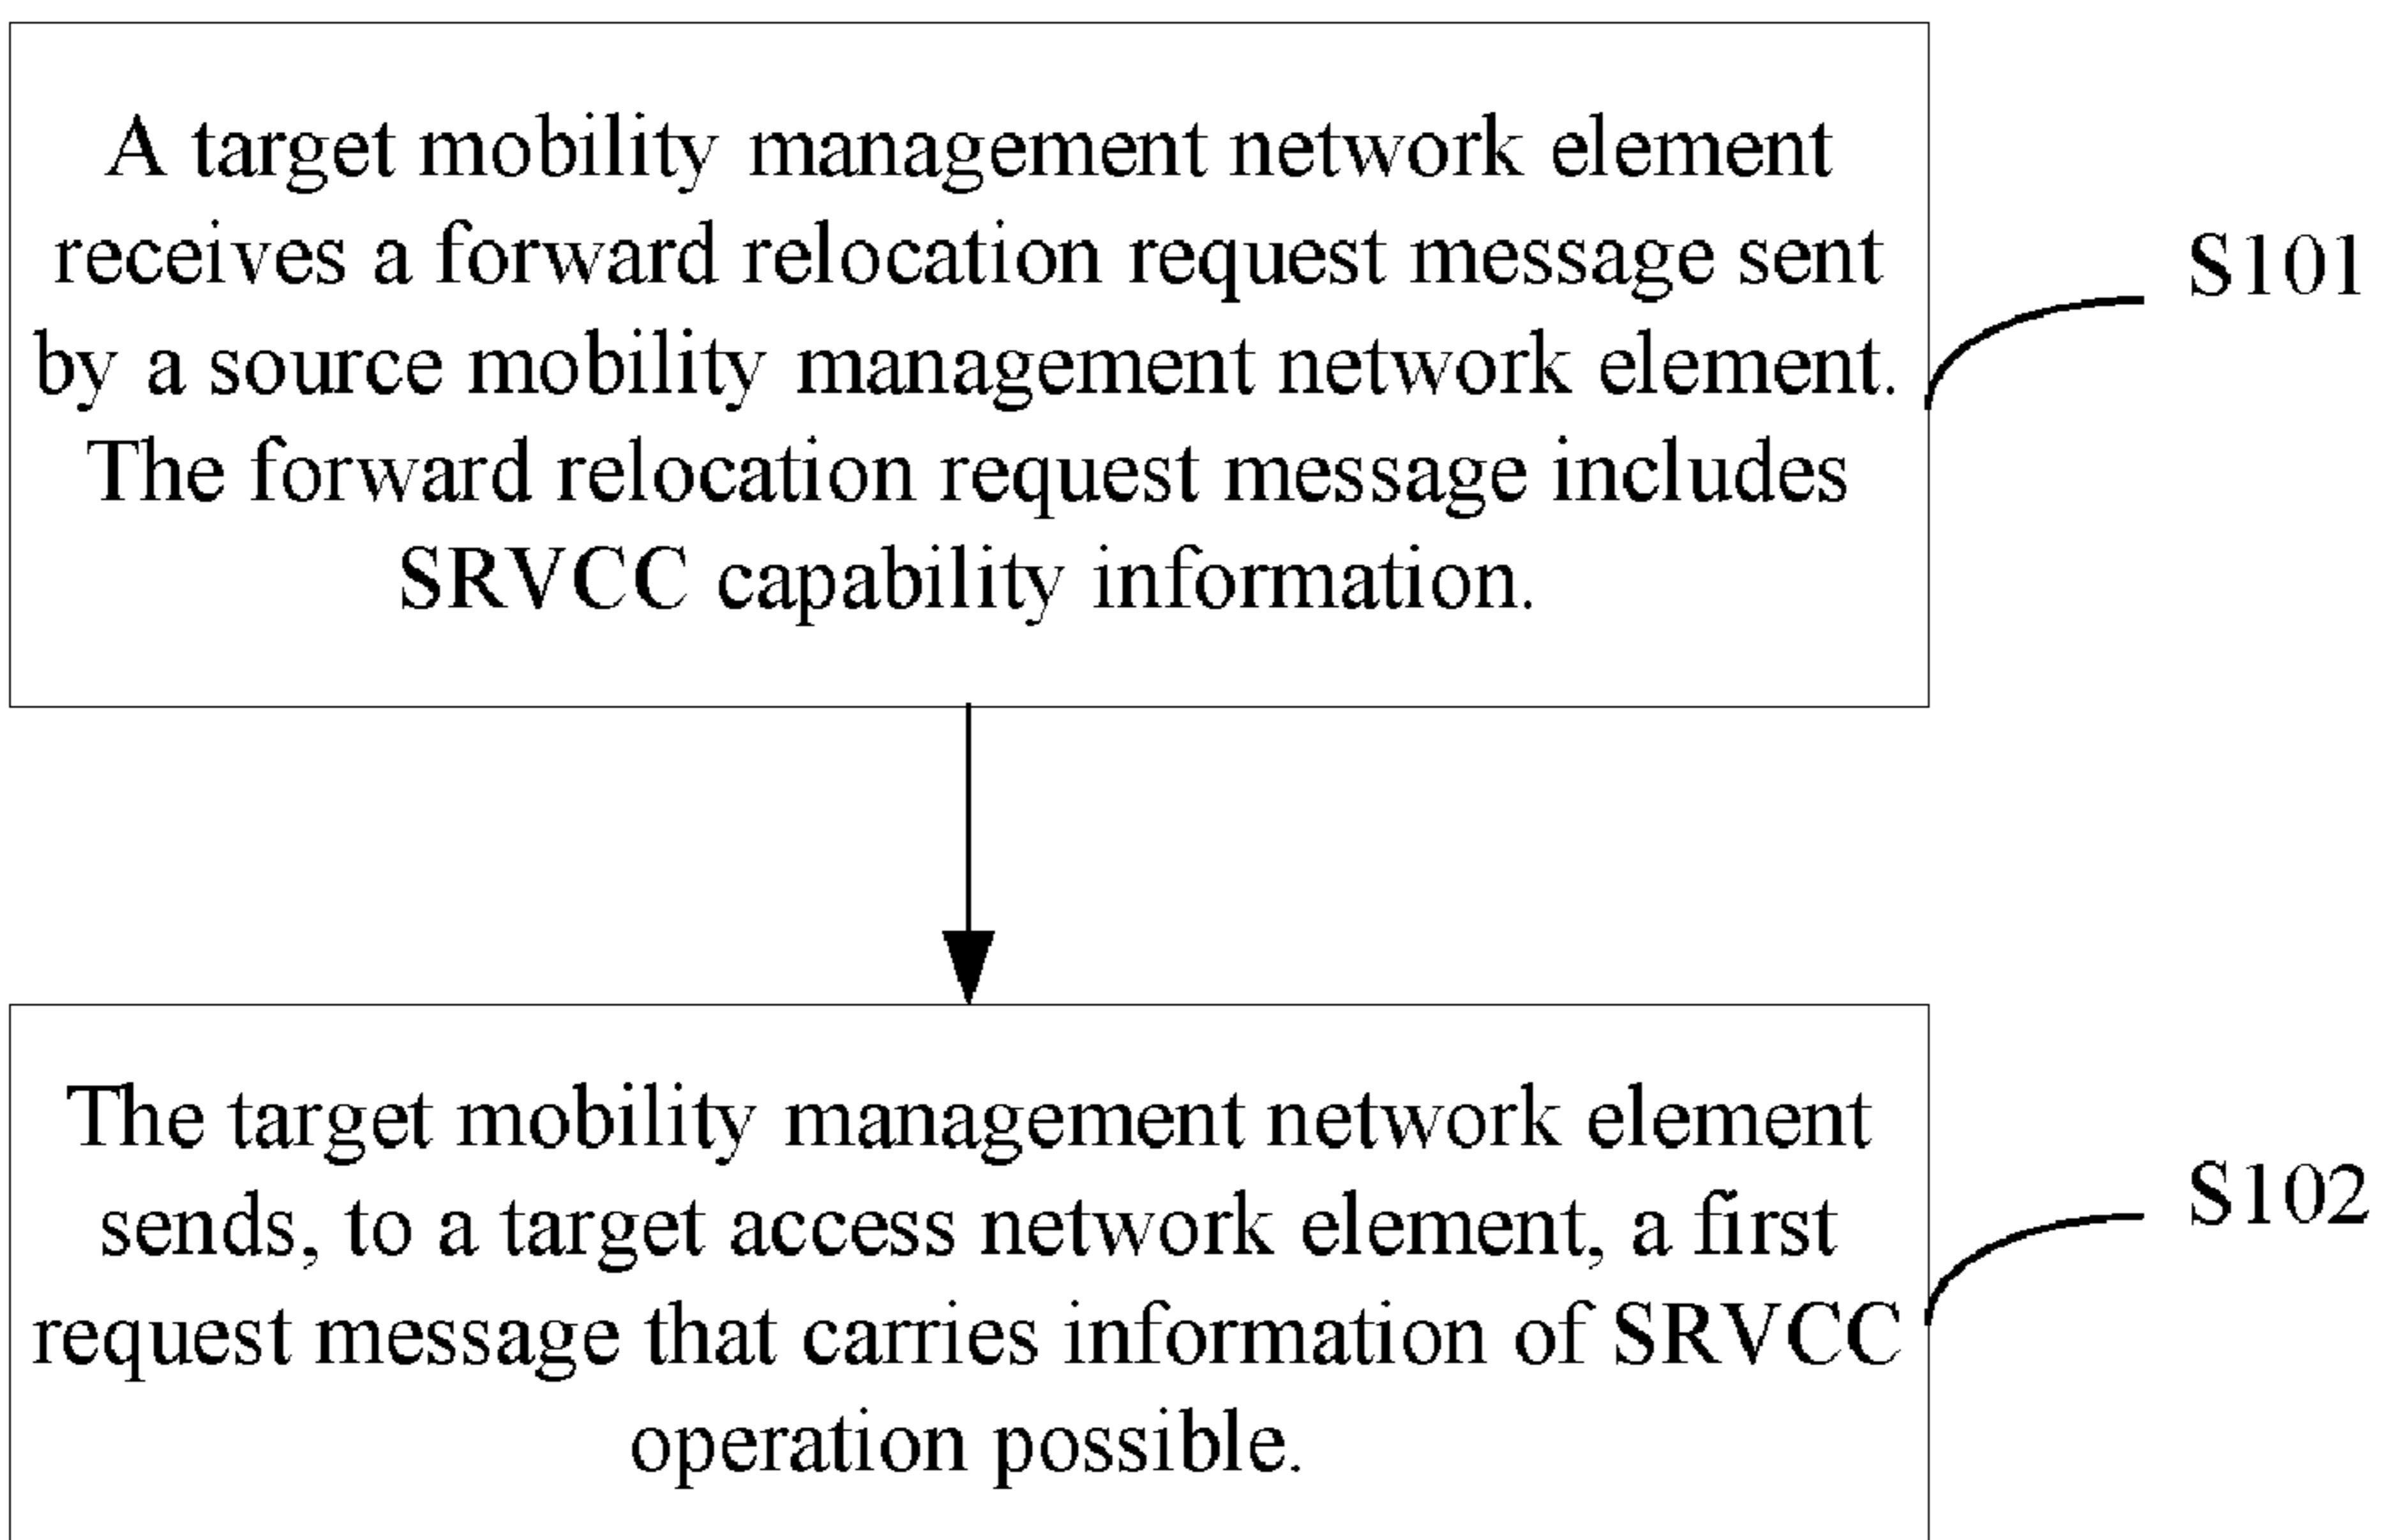 A target mobility management network element
receives a forward relocation request message sent
by a source mobility management network element.
The forward relocation request message includes
SRVCC capability information.
S101
The target mobility management network element
sends, to a target access network element, a first
request message that carries information of SRVCC
operation possible.
S102